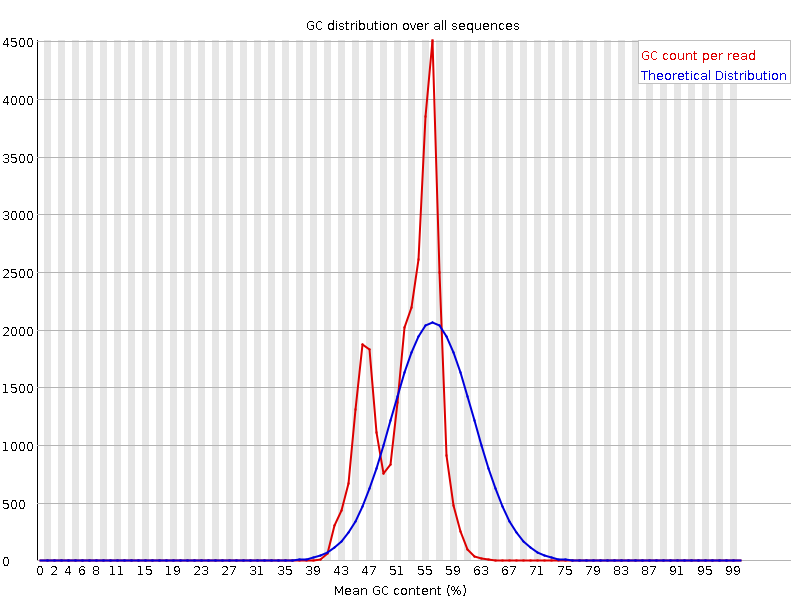 GC distribution over all sequences
GC count per read
Theoretical Distribution
4500
4000
3500
3000
2500
2000
1500
1000
500
0
0 2 4 6 8 11 15 19 23 27 31 35 39 43 47 51 55 59 63 67 71 75 79 83 87 91 95 99
Mean GC content (%)